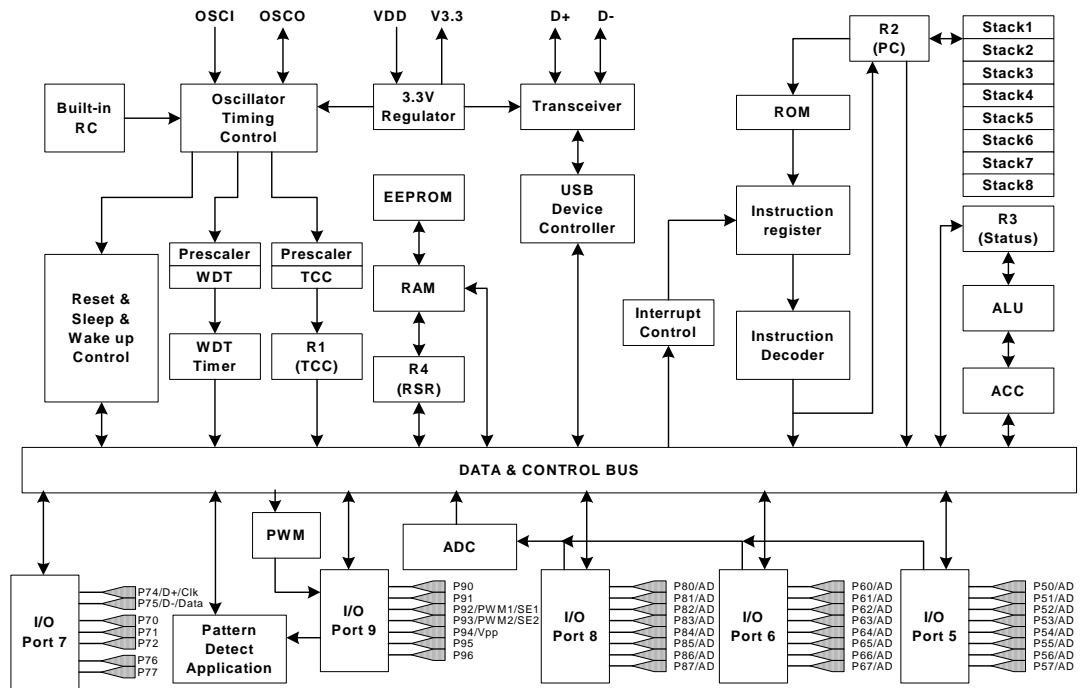 OSCI OSCO VDD V3.3 D+ D-
R2
(PC)
Stack1
Stack2
Stack3
Stack4
Stack5
Stack6
Stack7
Stack8
Built-in
RC
Oscillator
Timing
Control
3.3V
Regulator
Transceiver
ROM
EEPROM
USB
Device
Controller
Instruction
register
R3
(Status)
Prescaler
WDT
Prescaler
TCC
RAM
Reset &
Sleep &
Wake up
Control
Interrupt
Control
Instruction
Decoder
ALU
WDT
Timer
R1
(TCC)
R4
(RSR)
ACC
DATA & CONTROL BUS
PWM
ADC
I/O
Port 7
P74/D+/Clk
P75/D-/Data
P70
P71
P72
P76
P77
Pattern
Detect
Application
I/O
Port 9
P90
P91
P92/PWM1/SE1
P93/PWM2/SE2
P94/Vpp
P95
P96
I/O
Port 8
P80/AD
P81/AD
P82/AD
P83/AD
P84/AD
P85/AD
P86/AD
P87/AD
I/O
Port 6
P60/AD
P61/AD
P62/AD
P63/AD
P64/AD
P65/AD
P66/AD
P67/AD
I/O
Port 5
P50/AD
P51/AD
P52/AD
P53/AD
P54/AD
P55/AD
P56/AD
P57/AD